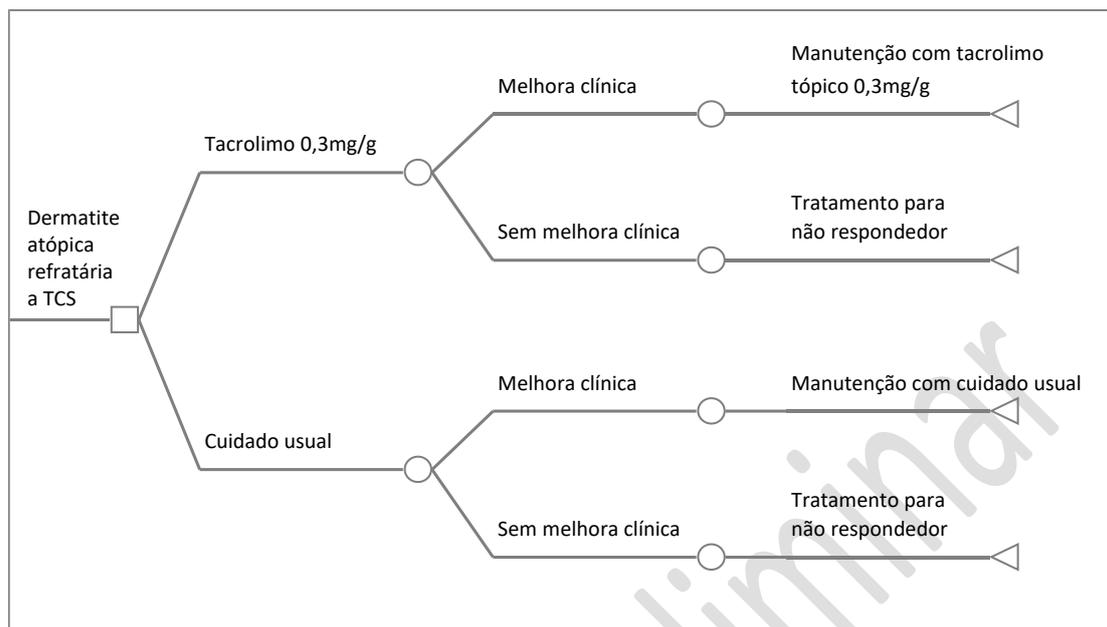 Dermatite
atópica
refratária
a TCS
Tacrolimo 0,3mg/g
Melhora clínica
Manutenção com tacrolimo
tópico 0,3mg/g
Sem melhora clínica
Tratamento para
não respondedor
Cuidado usual
Melhora clínica
Manutenção com cuidado usual
Sem melhora clínica
Tratamento para
não respondedor
liminar